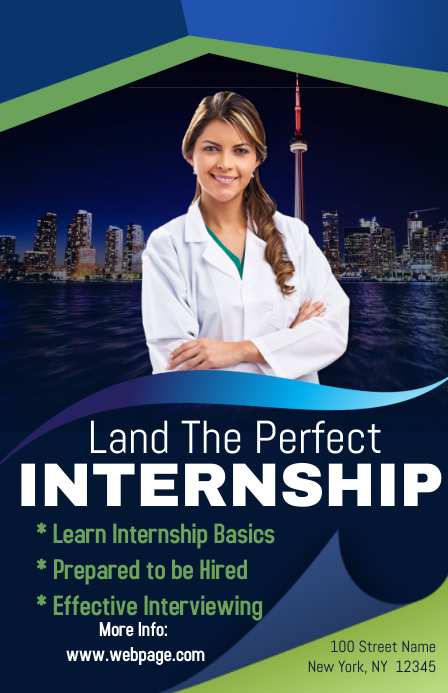 Land The Perfect
INTERNSHIP
* Learn Internship Basics
* Prepared to be Hired
* Effective Interviewing
More Info:
www.webpage.com
100 Street Name
New York, NY 12345